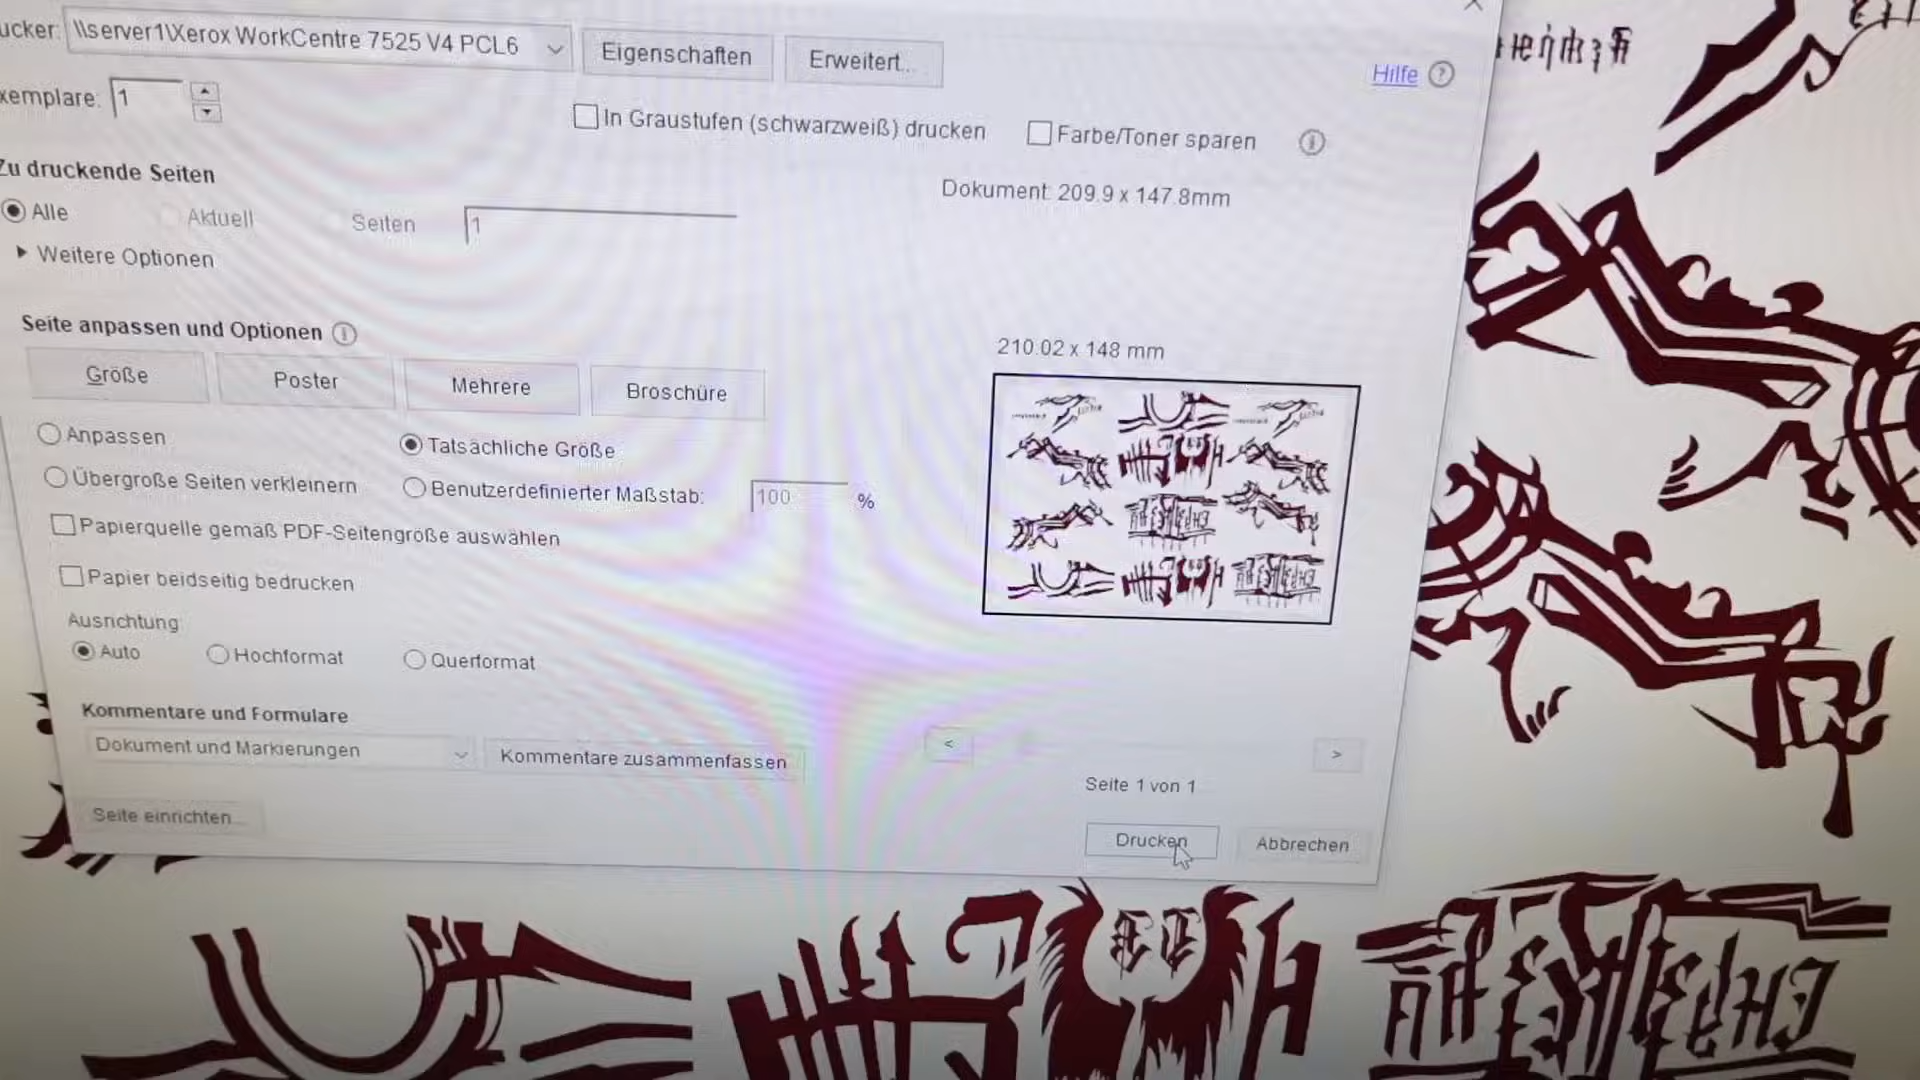 ucker: \\server1\Xerox WorkCentre 7525 V4 PCL6 Eigenschaften Erweitert...
Hilfe ?
xemplare: 1
In Graustufen (schwarzweiß) drucken Farbe/Toner sparen
Zu druckende Seiten
Dokument: 209.9 x 147.8mm
Alle Aktuell Seiten 1
Weitere Optionen
Seite anpassen und Optionen
210.02 x 148 mm
Größe Poster Mehrere Broschüre
Anpassen Tatsächliche Größe
Übergroße Seiten verkleinern Benutzerdefinierter Maßstab: 100 %
Papierquelle gemäß PDF-Seitengröße auswählen
Papier beidseitig bedrucken
Ausrichtung:
Auto Hochformat Querformat
Kommentare und Formulare
Dokument und Markierungen Kommentare zusammenfassen
< >
Seite 1 von 1
Seite einrichten...
Drucken Abbrechen